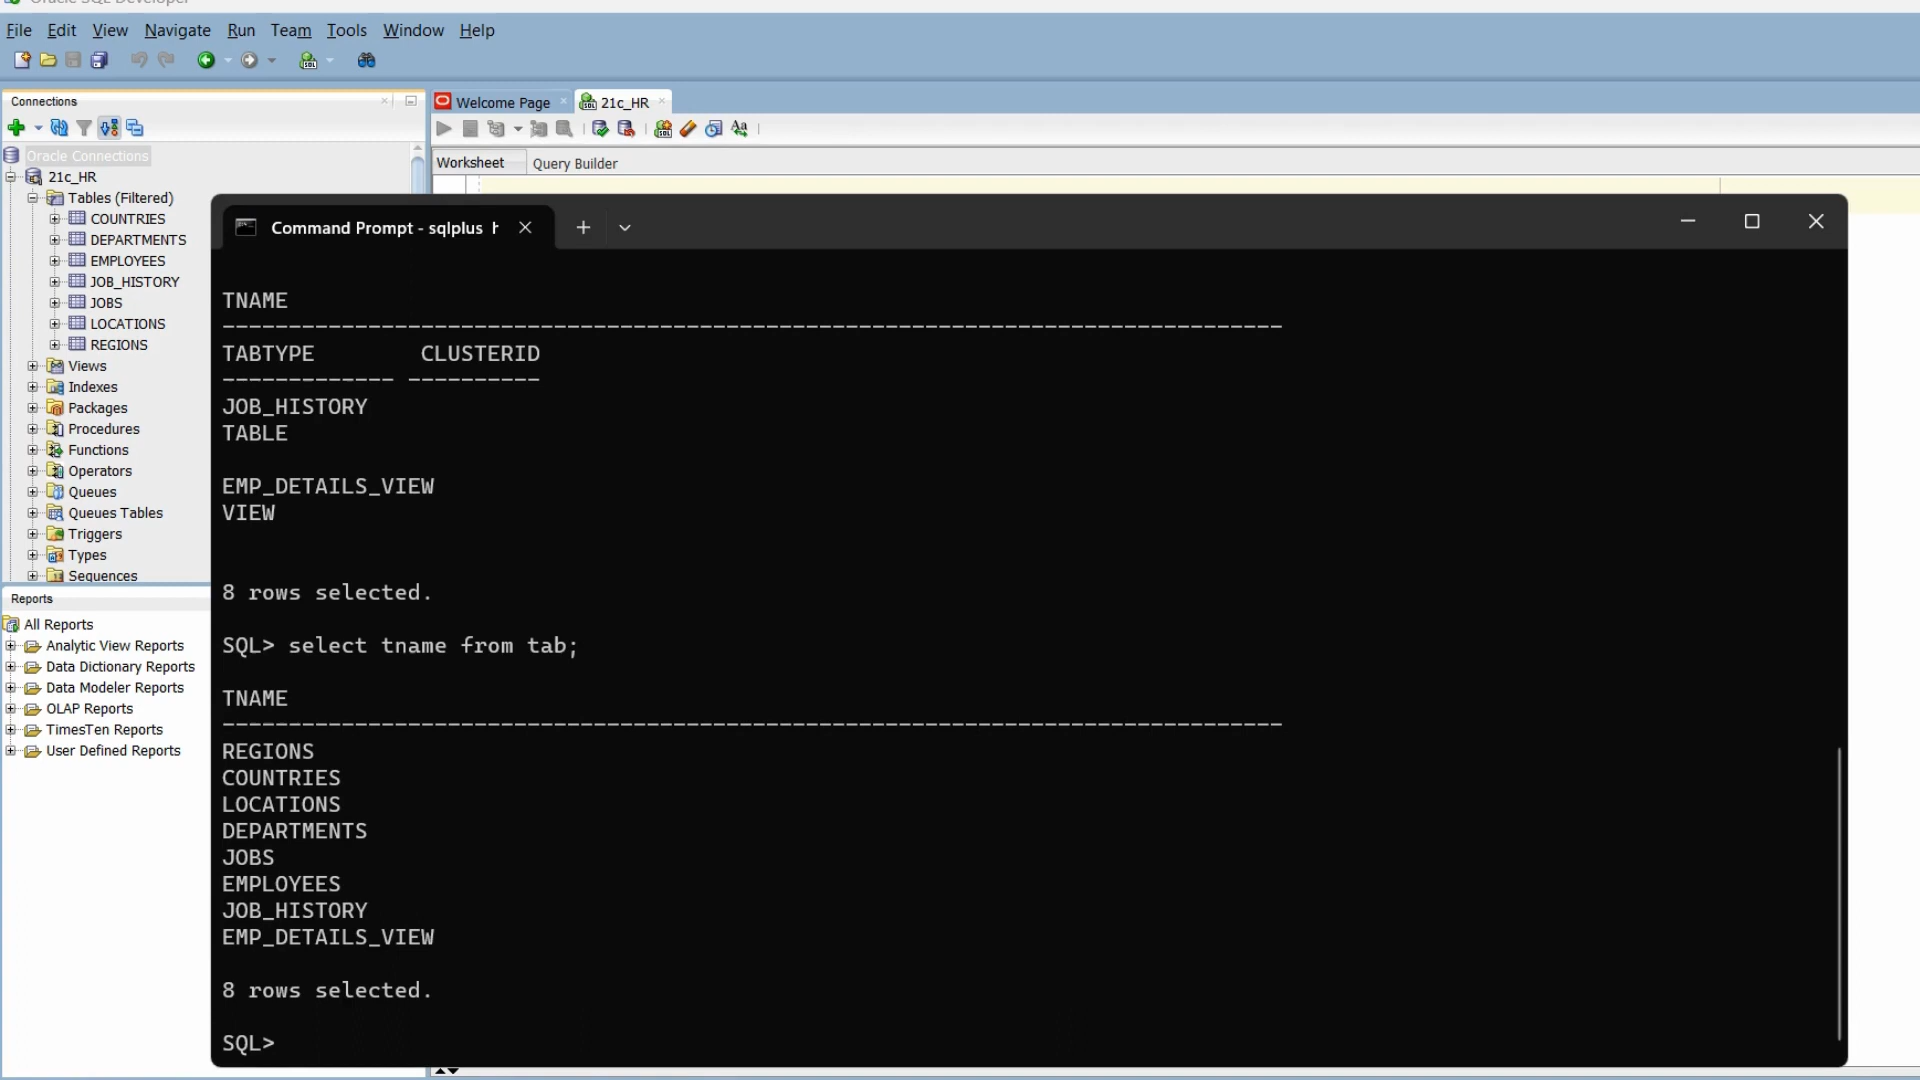 Oracle SQL Developer
File Edit View Navigate Run Team Tools Window Help
Connections
Oracle Connections
21c_HR
Tables (Filtered)
COUNTRIES
DEPARTMENTS
EMPLOYEES
JOB_HISTORY
JOBS
LOCATIONS
REGIONS
Views
Indexes
Packages
Procedures
Functions
Operators
Queues
Queues Tables
Triggers
Types
Sequences
Reports
All Reports
Analytic View Reports
Data Dictionary Reports
Data Modeler Reports
OLAP Reports
TimesTen Reports
User Defined Reports
Welcome Page 21c_HR
Worksheet Query Builder
Command Prompt - sqlplus h
TNAME
--------------------------------------------------------------------------------
TABTYPE CLUSTERID
------------- ----------
JOB_HISTORY
TABLE
EMP_DETAILS_VIEW
VIEW
8 rows selected.
SQL> select tname from tab;
TNAME
--------------------------------------------------------------------------------
REGIONS
COUNTRIES
LOCATIONS
DEPARTMENTS
JOBS
EMPLOYEES
JOB_HISTORY
EMP_DETAILS_VIEW
8 rows selected.
SQL>